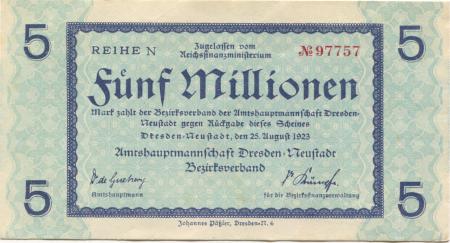 5 5
REIHE N Zugelassen vom № 97757
Reichsfinanzministerium
Fünf Millionen
Mark zahlt der Bezirksverband der Amtshauptmannschaft Dresden-
Neustadt gegen Rückgabe dieses Scheines
Dresden-Neustadt, den 25. August 1923
Amtshauptmannschaft Dresden-Neustadt
Bezirksverband
Amtshauptmann für die Bezirksfinanzverwaltung
5 5
Johannes Päßler, Dresden-N. 6